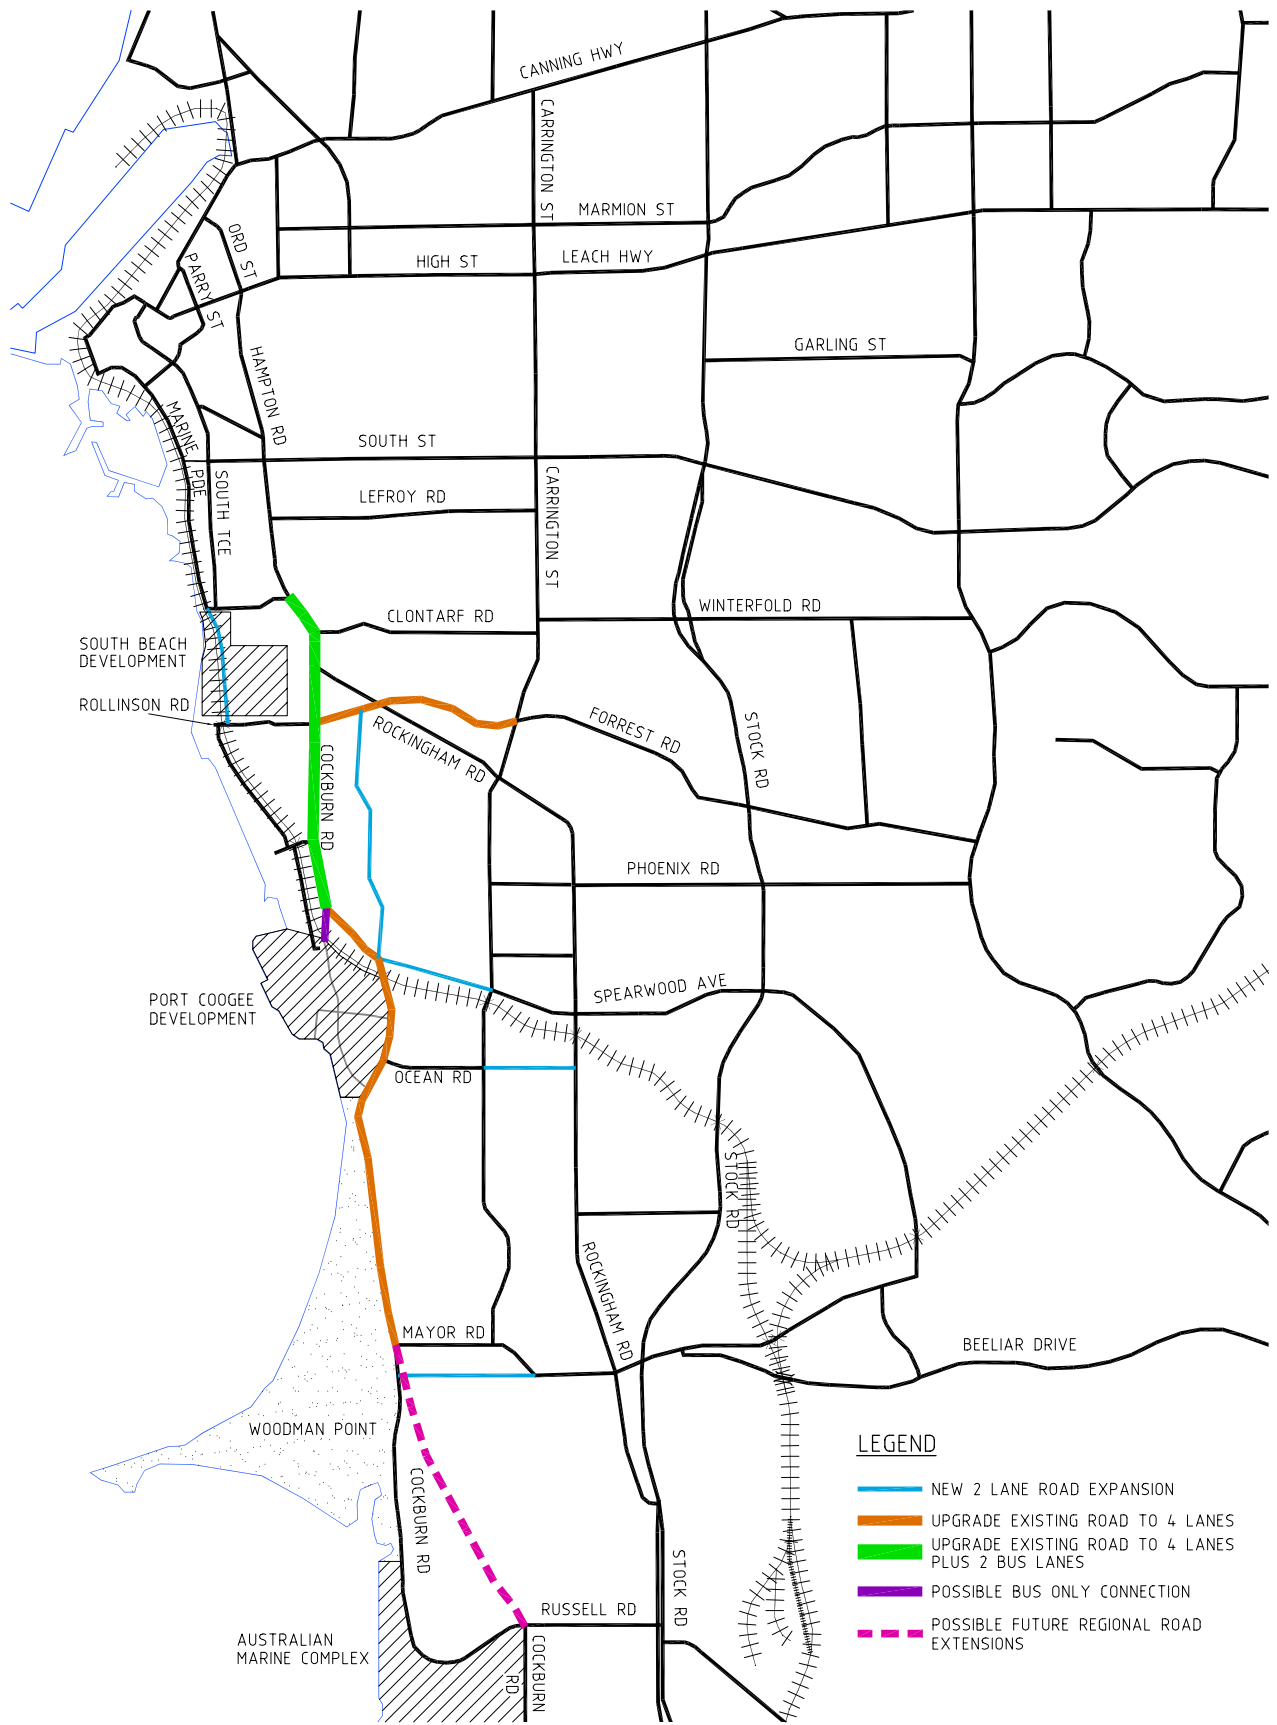 CANNING HWY
CARRINGTON ST
MARMION ST
ORD ST
HIGH ST
LEACH HWY
PARRY ST
GARLING ST
HAMPTON RD
MARINE
PDE
SOUTH ST
SOUTH TCE
LEFROY RD
CARRINGTON ST
CLONTARF RD
WINTERFOLD RD
SOUTH BEACH
DEVELOPMENT
ROLLINSON RD
ROCKINGHAM RD
FORREST RD
STOCK RD
COCKBURN RD
PHOENIX RD
SPEARWOOD AVE
PORT COOGEE
DEVELOPMENT
OCEAN RD
STOCK RD
ROCKINGHAM RD
MAYOR RD
BEELIAR DRIVE
WOODMAN POINT
COCKBURN RD
STOCK RD
RUSSELL RD
AUSTRALIAN
MARINE COMPLEX
COCKBURN
RD
LEGEND
NEW 2 LANE ROAD EXPANSION
UPGRADE EXISTING ROAD TO 4 LANES
UPGRADE EXISTING ROAD TO 4 LANES
PLUS 2 BUS LANES
POSSIBLE BUS ONLY CONNECTION
POSSIBLE FUTURE REGIONAL ROAD
EXTENSIONS